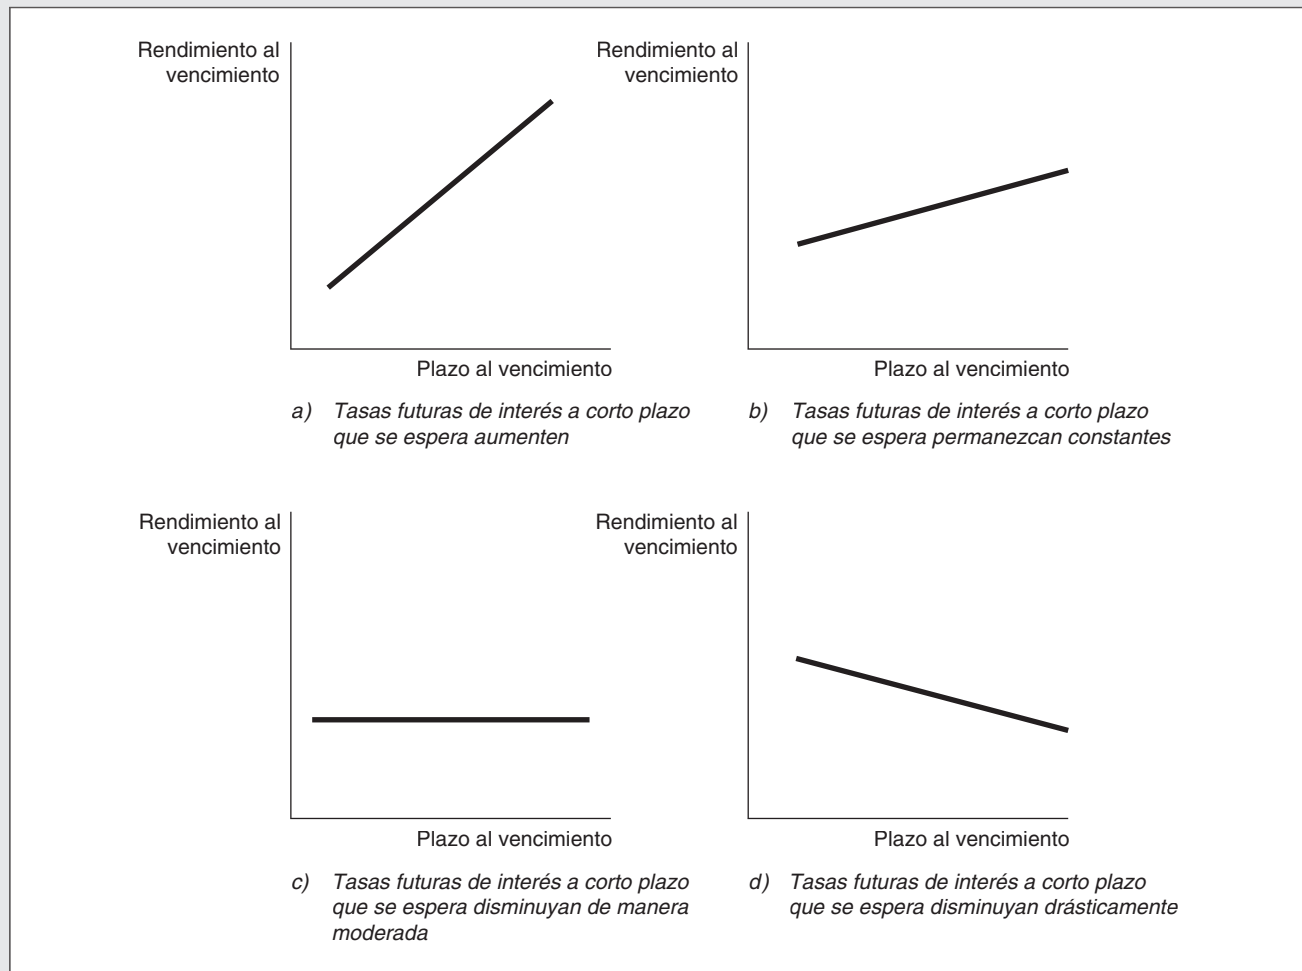 Rendimiento al
vencimiento
Plazo al vencimiento
a) Tasas futuras de interés a corto plazo
que se espera aumenten
Rendimiento al
vencimiento
Plazo al vencimiento
b) Tasas futuras de interés a corto plazo
que se espera permanezcan constantes
Rendimiento al
vencimiento
Plazo al vencimiento
c) Tasas futuras de interés a corto plazo
que se espera disminuyan de manera
moderada
Rendimiento al
vencimiento
Plazo al vencimiento
d) Tasas futuras de interés a corto plazo
que se espera disminuyan drásticamente